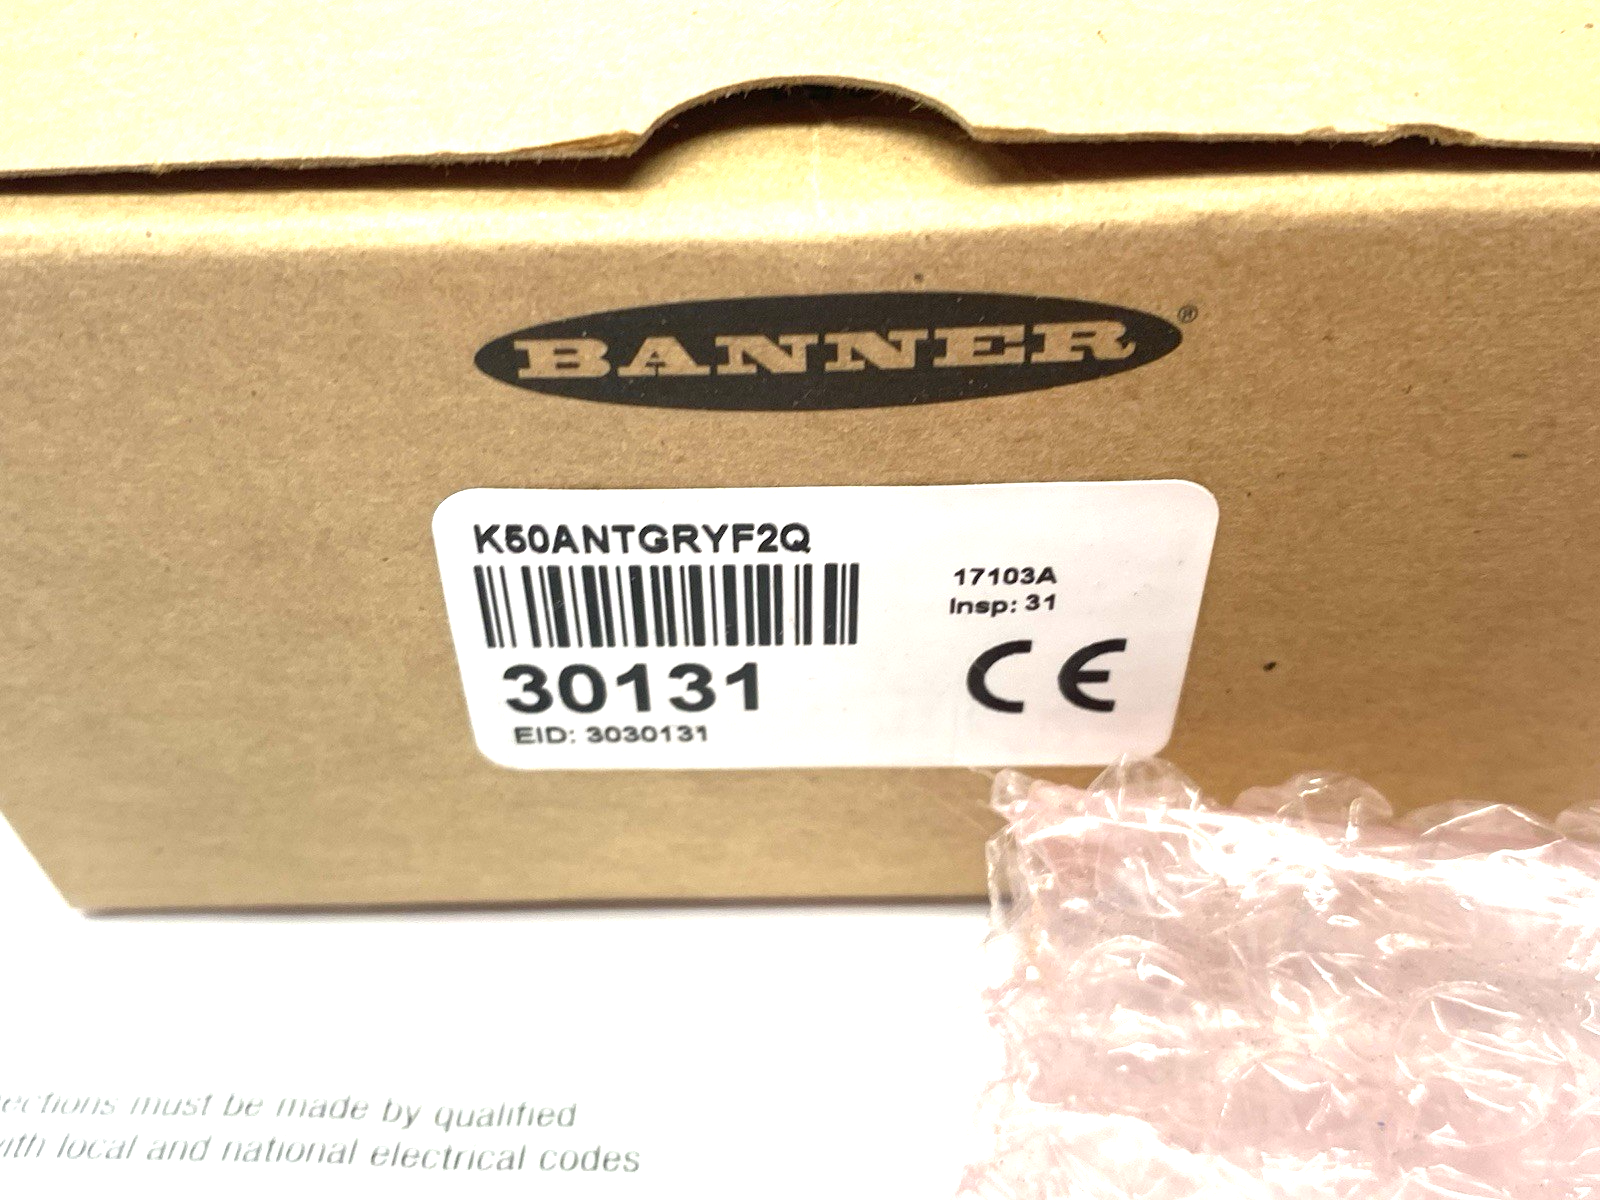 BANNER®
K50ANTGRYF2Q
17103A
Insp: 31
30131
CE
EID: 3030131
must be made by qualified
with local and national electrical codes